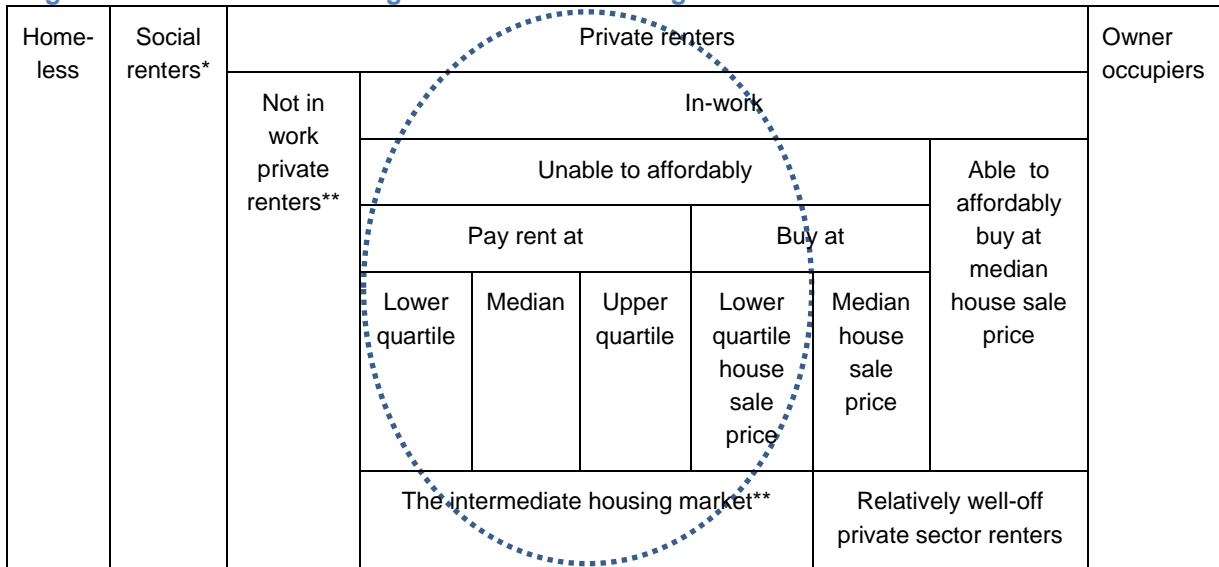 Home-
less
Social
renters*
Private renters
Owner
occupiers
Not in
work
private
renters**
In-work
Unable to affordably
Able to
affordably
buy at
median
house sale
price
Pay rent at
Buy at
Lower
quartile
Median
Upper
quartile
Lower
quartile
house
sale
price
Median
house
sale
price
The intermediate housing market**
Relatively well-off
private sector renters